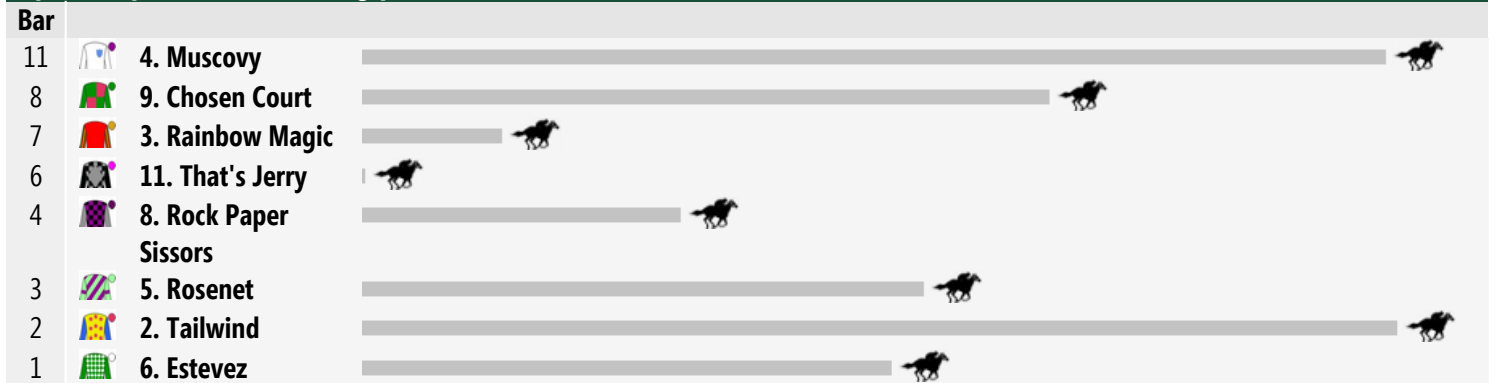 Bar
11 4. Muscovy
8 9. Chosen Court
7 3. Rainbow Magic
6 11. That's Jerry
4 8. Rock Paper
Sissors
3 5. Rosenet
2 2. Tailwind
1 6. Estevez